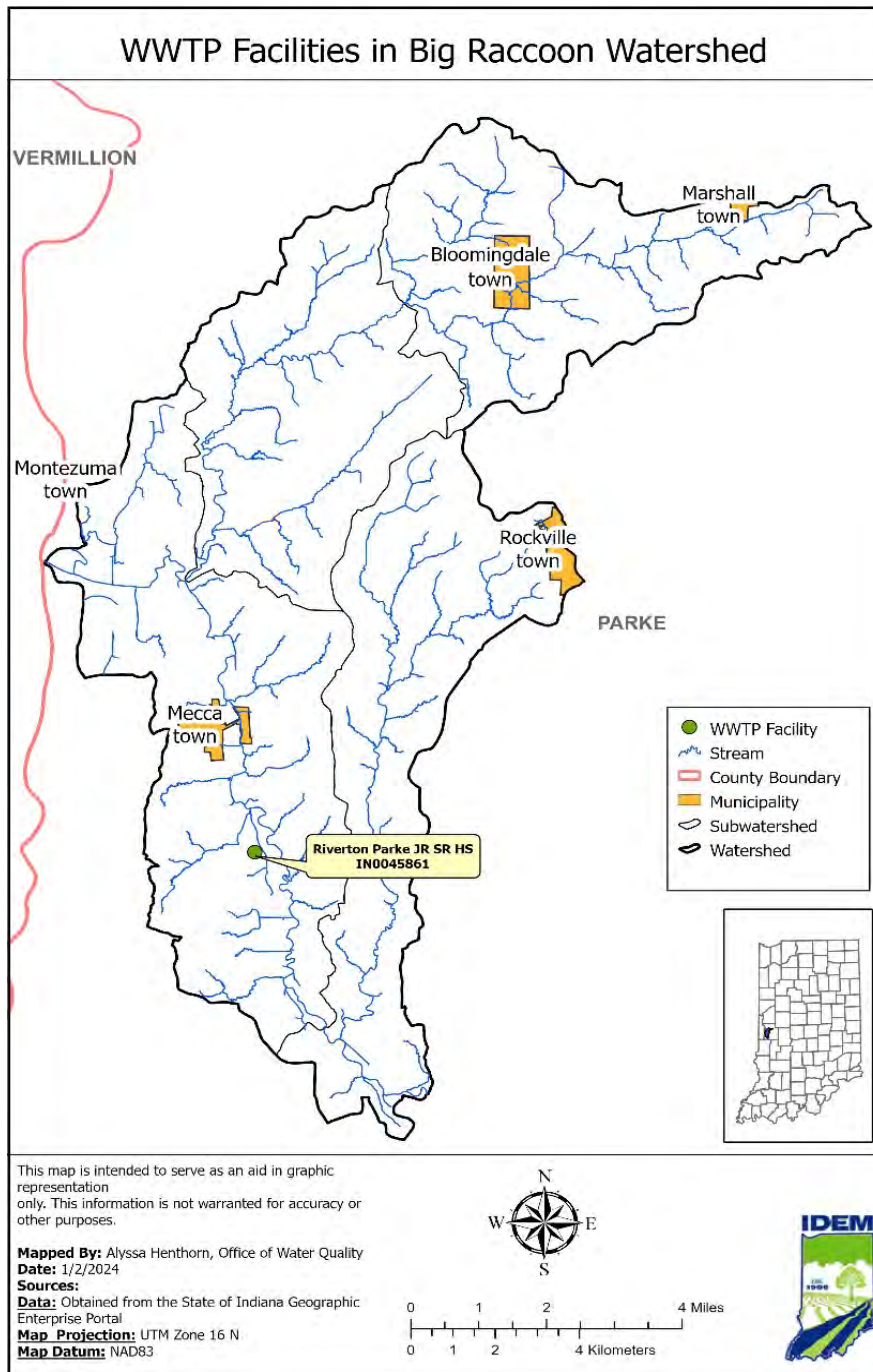 WWTP Facilities in Big Raccoon Watershed
VERMILLION
Marshall
town
Bloomingdale
town
Montezuma
town
Rockville
town
PARKE
Mecca
town
Riverton Parke JR SR HS
IN0045861
WWTP Facility
Stream
County Boundary
Municipality
Subwatershed
Watershed
This map is intended to serve as an aid in graphic
representation
only. This information is not warranted for accuracy or
other purposes.
Mapped By: Alyssa Henthorn, Office of Water Quality
Date: 1/2/2024
Sources:
Data: Obtained from the State of Indiana Geographic
Enterprise Portal
Map Projection: UTM Zone 16 N
Map Datum: NAD83
N
W E
S
0 1 2 4 Miles
0 1 2 4 Kilometers
IDEM